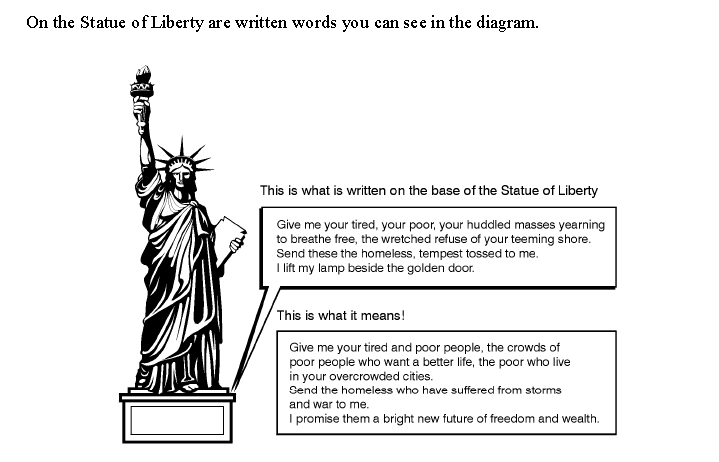 On the Statue of Liberty are written words you can see in the diagram.
This is what is written on the base of the Statue of Liberty
Give me your tired, your poor, your huddled masses yearning
to breathe free, the wretched refuse of your teeming shore.
Send these the homeless, tempest tossed to me.
I lift my lamp beside the golden door.
This is what it means!
Give me your tired and poor people, the crowds of
poor people who want a better life, the poor who live
in your overcrowded cities.
Send the homeless who have suffered from storms
and war to me.
I promise them a bright new future of freedom and wealth.